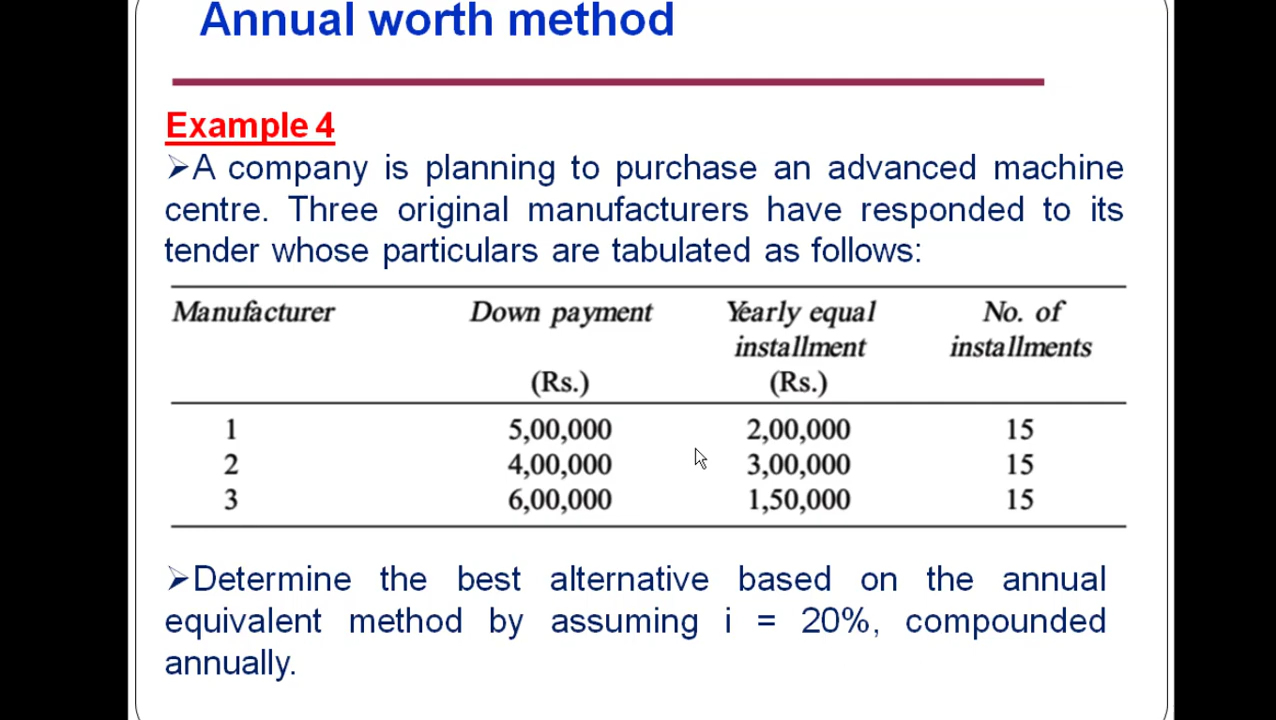 Annual worth method
Example 4
➢A company is planning to purchase an advanced machine
centre. Three original manufacturers have responded to its
tender whose particulars are tabulated as follows:
Manufacturer Down payment Yearly equal No. of
installment installments
(Rs.) (Rs.)
1 5,00,000 2,00,000 15
2 4,00,000 3,00,000 15
3 6,00,000 1,50,000 15
➢Determine the best alternative based on the annual
equivalent method by assuming i = 20%, compounded
annually.